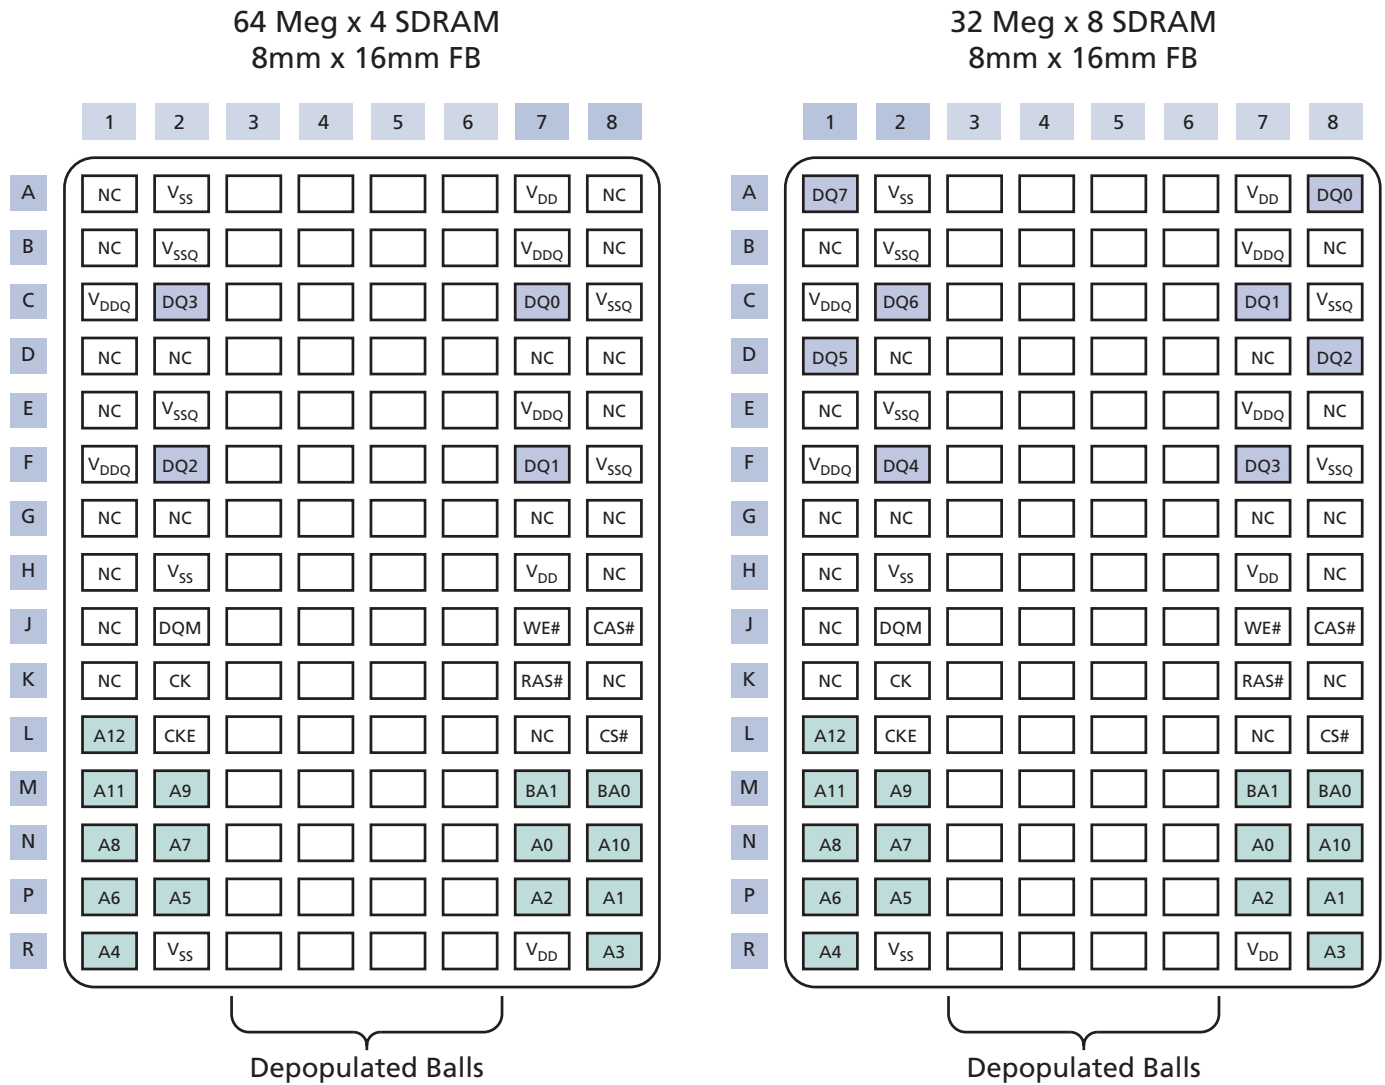 64 Meg x 4 SDRAM
8mm x 16mm FB
1 2 3 4 5 6 7 8
A NC VSS VDD NC
B NC VSSQ VDDQ NC
C VDDQ DQ3 DQ0 VSSQ
D NC NC NC NC
E NC VSSQ VDDQ NC
F VDDQ DQ2 DQ1 VSSQ
G NC NC NC NC
H NC VSS VDD NC
J NC DQM WE# CAS#
K NC CK RAS# NC
L A12 CKE NC CS#
M A11 A9 BA1 BA0
N A8 A7 A0 A10
P A6 A5 A2 A1
R A4 VSS VDD A3
Depopulated Balls
32 Meg x 8 SDRAM
8mm x 16mm FB
1 2 3 4 5 6 7 8
A DQ7 VSS VDD DQ0
B NC VSSQ VDDQ NC
C VDDQ DQ6 DQ1 VSSQ
D DQ5 NC NC DQ2
E NC VSSQ VDDQ NC
F VDDQ DQ4 DQ3 VSSQ
G NC NC NC NC
H NC VSS VDD NC
J NC DQM WE# CAS#
K NC CK RAS# NC
L A12 CKE NC CS#
M A11 A9 BA1 BA0
N A8 A7 A0 A10
P A6 A5 A2 A1
R A4 VSS VDD A3
Depopulated Balls